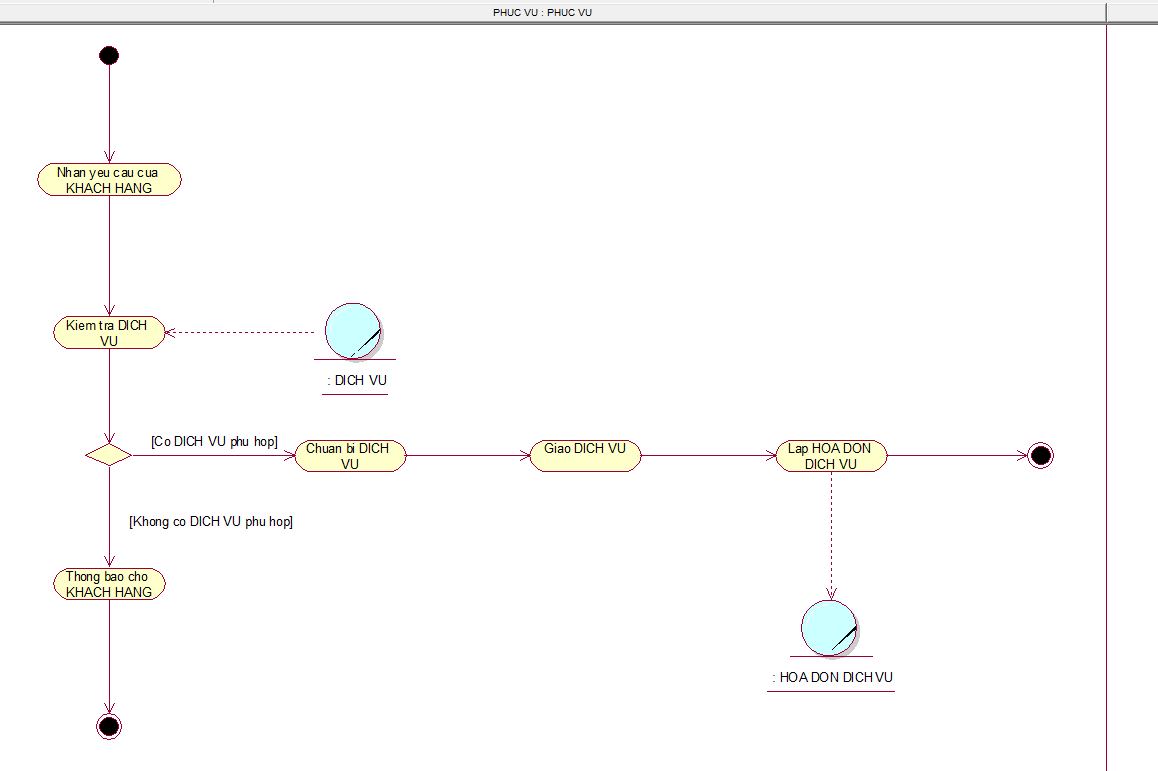 PHUC VU : PHUC VU
Nhan yeu cau cua
KHACH HANG
Kiem tra DICH
VU
: DICH VU
[Co DICH VU phu hop]
Chuan bi DICH
VU
Giao DICH VU
Lap HOA DON
DICH VU
[Khong co DICH VU phu hop]
Thong bao cho
KHACH HANG
: HOA DON DICH VU